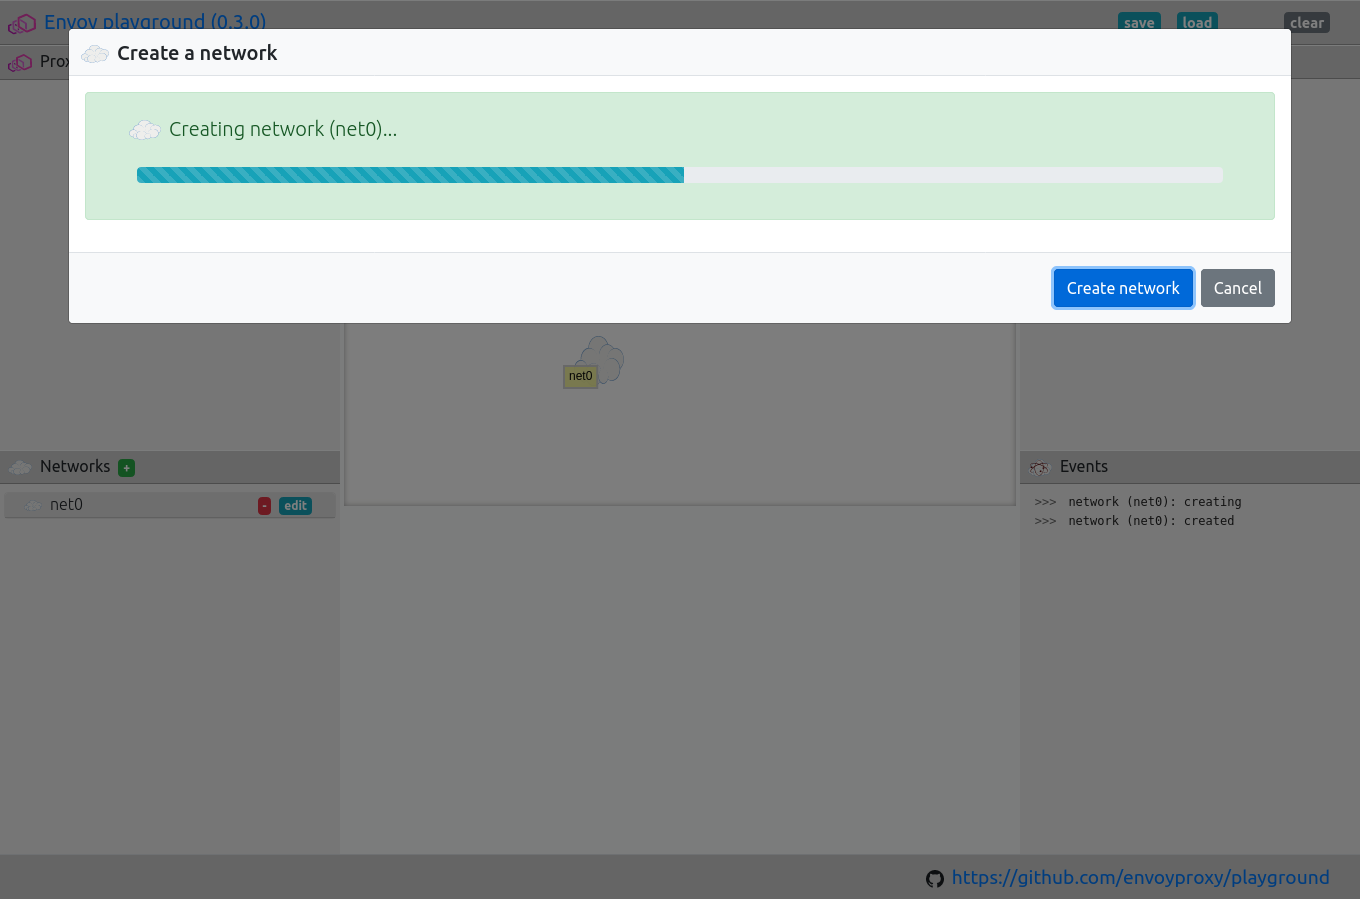 Envoy playground (0.3.0)
save
load
clear
Create a network
Creating network (net0)...
Create network
Cancel
net0
Networks +
net0
-
edit
Events
>>> network (net0): creating
>>> network (net0): created
https://github.com/envoyproxy/playground